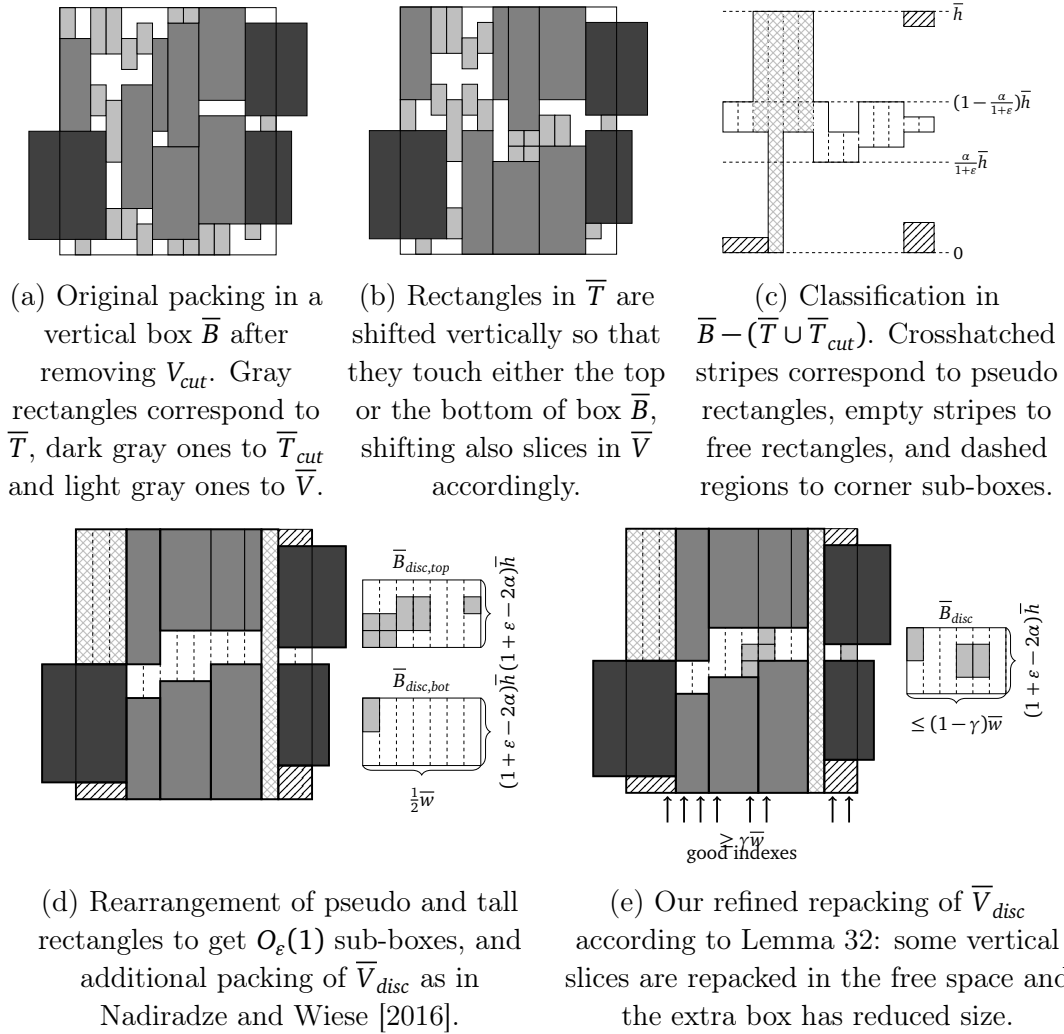 h̅
(1 − α/(1+ε))h̅
α/(1+ε) h̅
0
(a) Original packing in a
vertical box B̅ after
removing V_cut. Gray
rectangles correspond to
T̅, dark gray ones to T̅_cut
and light gray ones to V̅.
(b) Rectangles in T̅ are
shifted vertically so that
they touch either the top
or the bottom of box B̅,
shifting also slices in V̅
accordingly.
(c) Classification in
B̅ − (T̅ ∪ T̅_cut). Crosshatched
stripes correspond to pseudo
rectangles, empty stripes to
free rectangles, and dashed
regions to corner sub-boxes.
B̅_disc,top
(1 + ε − 2α)h̅
B̅_disc,bot
(1 + ε − 2α)h̅
½w̅
B̅_disc
(1 + ε − 2α)h̅
≤ (1 − γ)w̅
≥ γw̅
good indexes
(d) Rearrangement of pseudo and tall
rectangles to get O_ε(1) sub-boxes, and
additional packing of V̅_disc as in
Nadiradze and Wiese [2016].
(e) Our refined repacking of V̅_disc
according to Lemma 32: some vertical
slices are repacked in the free space and
the extra box has reduced size.